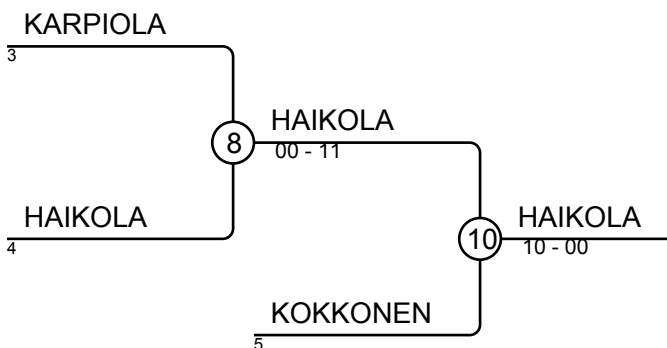 KARPIOLA
3
8
HAIKOLA
00 - 11
HAIKOLA
4
10
HAIKOLA
10 - 00
KOKKONEN
5